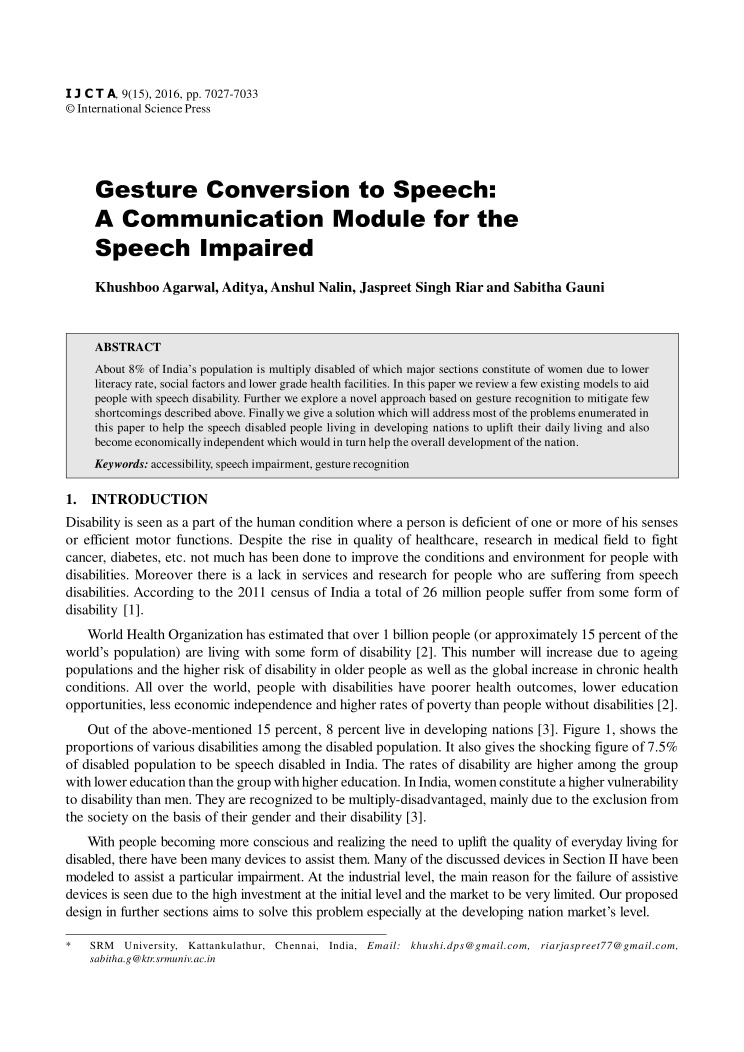 IJCTA, 9(15), 2016, pp. 7027-7033
© International Science Press
Gesture Conversion to Speech:
A Communication Module for the
Speech Impaired
Khushboo Agarwal, Aditya, Anshul Nalin, Jaspreet Singh Riar and Sabitha Gauni
ABSTRACT
About 8% of India's population is multiply disabled of which major sections constitute of women due to lower
literacy rate, social factors and lower grade health facilities. In this paper we review a few existing models to aid
people with speech disability. Further we explore a novel approach based on gesture recognition to mitigate few
shortcomings described above. Finally we give a solution which will address most of the problems enumerated in
this paper to help the speech disabled people living in developing nations to uplift their daily living and also
become economically independent which would in turn help the overall development of the nation.
Keywords: accessibility, speech impairment, gesture recognition
1. INTRODUCTION
Disability is seen as a part of the human condition where a person is deficient of one or more of his senses
or efficient motor functions. Despite the rise in quality of healthcare, research in medical field to fight
cancer, diabetes, etc. not much has been done to improve the conditions and environment for people with
disabilities. Moreover there is a lack in services and research for people who are suffering from speech
disabilities. According to the 2011 census of India a total of 26 million people suffer from some form of
disability [1].
World Health Organization has estimated that over 1 billion people (or approximately 15 percent of the
world's population) are living with some form of disability [2]. This number will increase due to ageing
populations and the higher risk of disability in older people as well as the global increase in chronic health
conditions. All over the world, people with disabilities have poorer health outcomes, lower education
opportunities, less economic independence and higher rates of poverty than people without disabilities [2].
Out of the above-mentioned 15 percent, 8 percent live in developing nations [3]. Figure 1, shows the
proportions of various disabilities among the disabled population. It also gives the shocking figure of 7.5%
of disabled population to be speech disabled in India. The rates of disability are higher among the group
with lower education than the group with higher education. In India, women constitute a higher vulnerability
to disability than men. They are recognized to be multiply-disadvantaged, mainly due to the exclusion from
the society on the basis of their gender and their disability [3].
With people becoming more conscious and realizing the need to uplift the quality of everyday living for
disabled, there have been many devices to assist them. Many of the discussed devices in Section II have been
modeled to assist a particular impairment. At the industrial level, the main reason for the failure of assistive
devices is seen due to the high investment at the initial level and the market to be very limited. Our proposed
design in further sections aims to solve this problem especially at the developing nation market's level.
* SRM University, Kattankulathur, Chennai, India, Email: khushi.dps@gmail.com, riarjaspreet77@gmail.com,
sabitha.g@ktr.srmuniv.ac.in